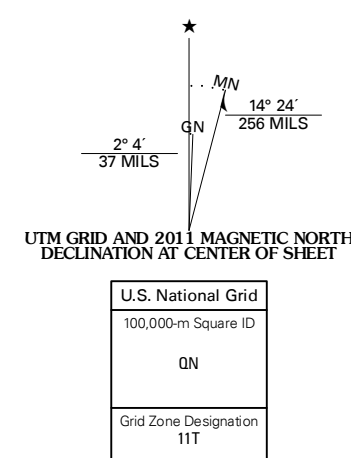 ★
MN
GN
14° 24´
256 MILS
2° 4´
37 MILS
UTM GRID AND 2011 MAGNETIC NORTH
DECLINATION AT CENTER OF SHEET
U.S. National Grid
100,000-m Square ID
QN
Grid Zone Designation
11T